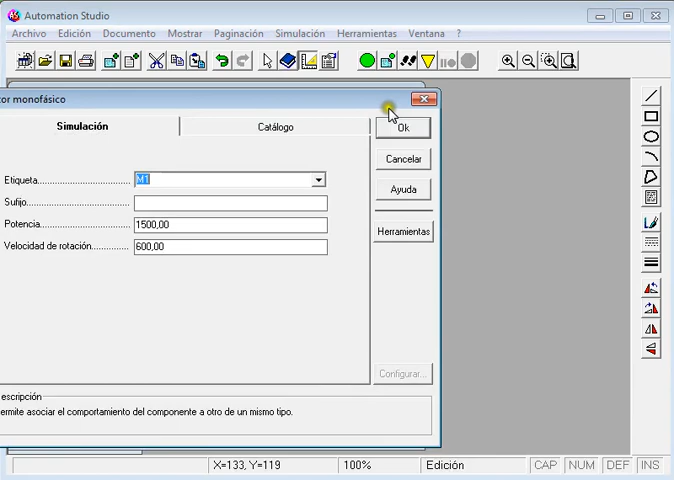 Automation Studio
Archivo Edición Documento Mostrar Paginación Simulación Herramientas Ventana ?
or monofásico
Simulación Catálogo
Ok
Cancelar
Ayuda
Herramientas
Configurar...
Etiqueta M1
Sufijo
Potencia 1500,00
Velocidad de rotación 600,00
escripción
ermite asociar el comportamiento del componente a otro de un mismo tipo.
X=133, Y=119 100% Edición CAP NUM DEF INS